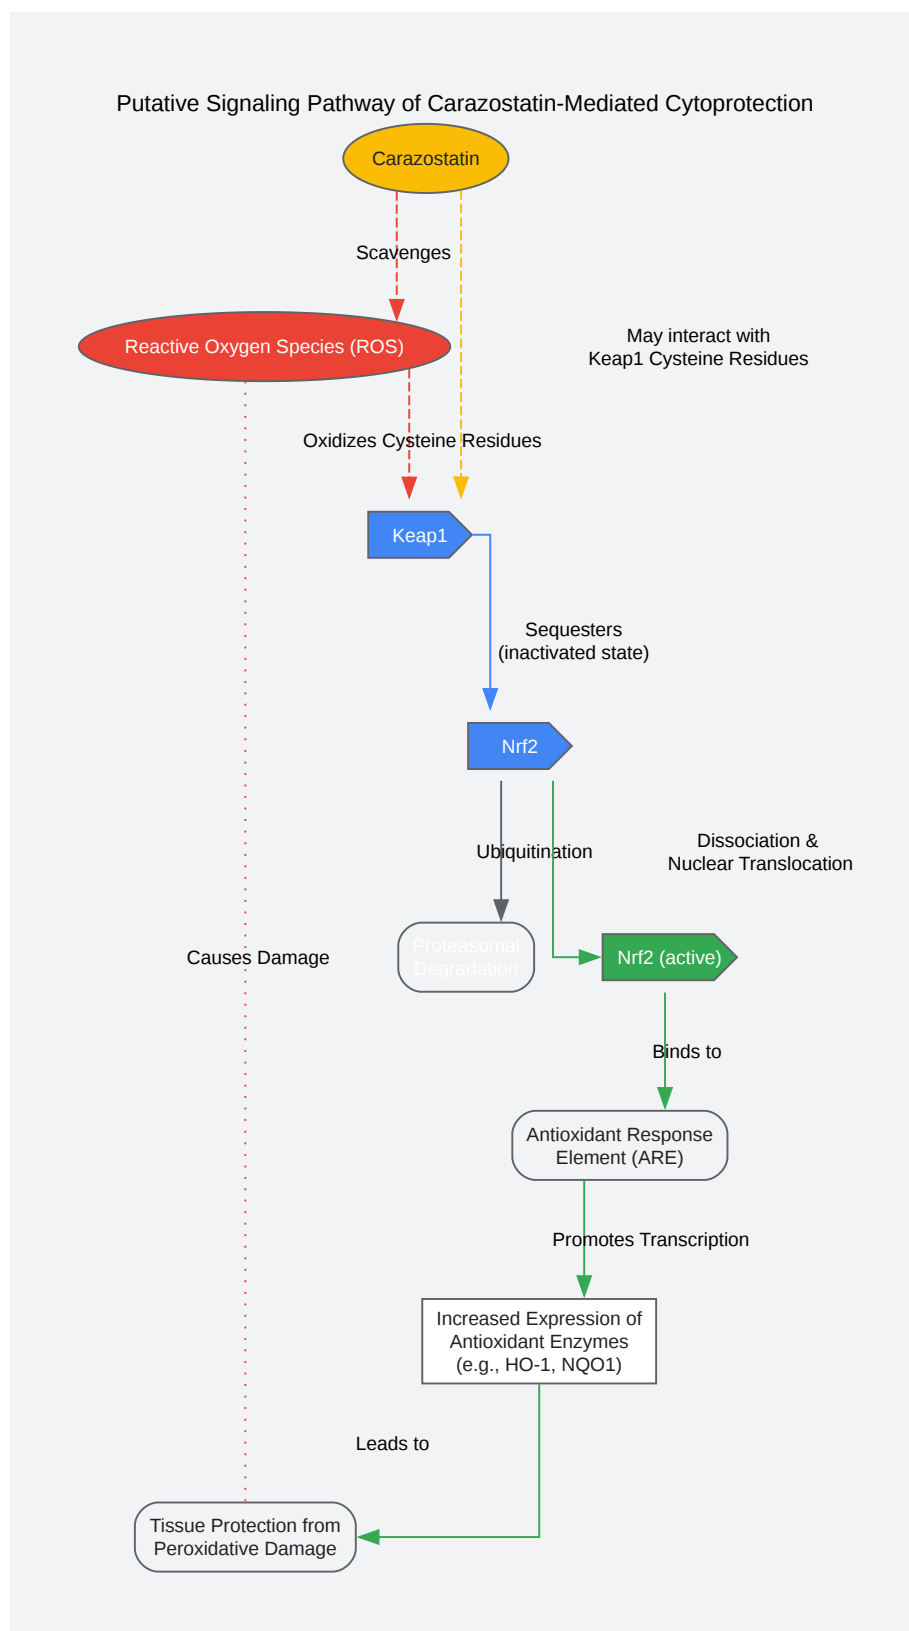 Putative Signaling Pathway of Carazostatin-Mediated Cytoprotection
Carazostatin
Scavenges
Reactive Oxygen Species (ROS)
May interact with
Keap1 Cysteine Residues
Oxidizes Cysteine Residues
Keap1
Sequesters
(inactivated state)
Nrf2
Ubiquitination
Dissociation &
Nuclear Translocation
Causes Damage
Proteasomal
Degradation
Nrf2 (active)
Binds to
Antioxidant Response
Element (ARE)
Promotes Transcription
Increased Expression of
Antioxidant Enzymes
(e.g., HO-1, NQO1)
Leads to
Tissue Protection from
Peroxidative Damage